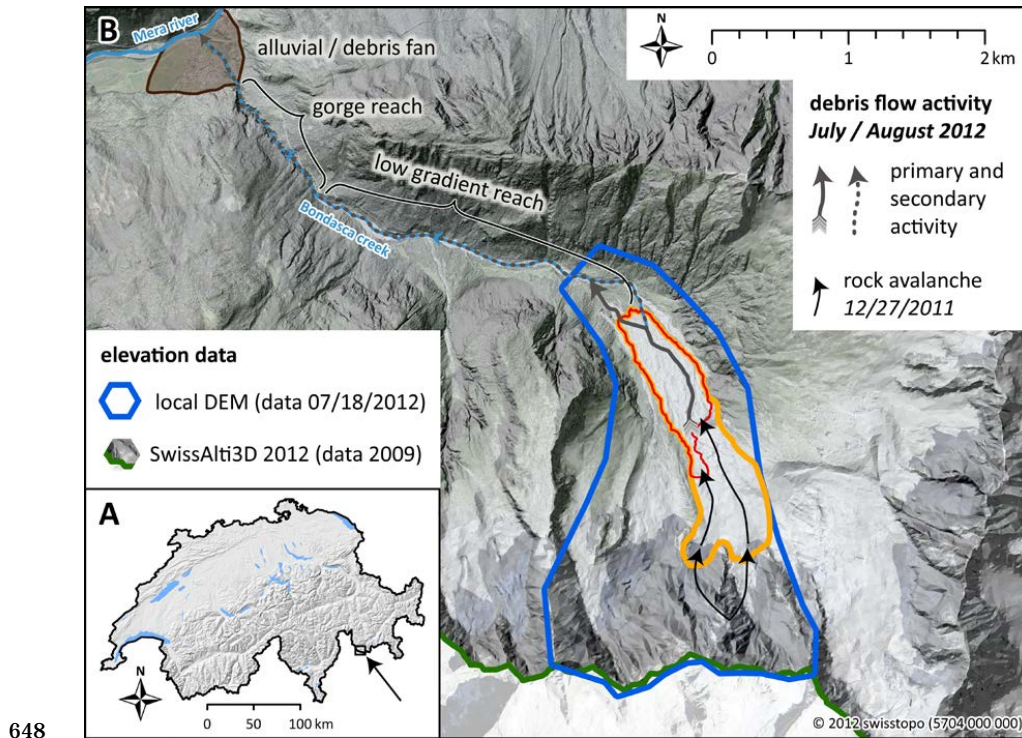 B
Mera river
alluvial / debris fan
gorge reach
low gradient reach
Bondasca creek
N
0 1 2 km
debris flow activity
July / August 2012
primary and
secondary
activity
rock avalanche
12/27/2011
elevation data
local DEM (data 07/18/2012)
SwissAlti3D 2012 (data 2009)
A
N
0 50 100 km
© 2012 swisstopo (5704 000 000)
648